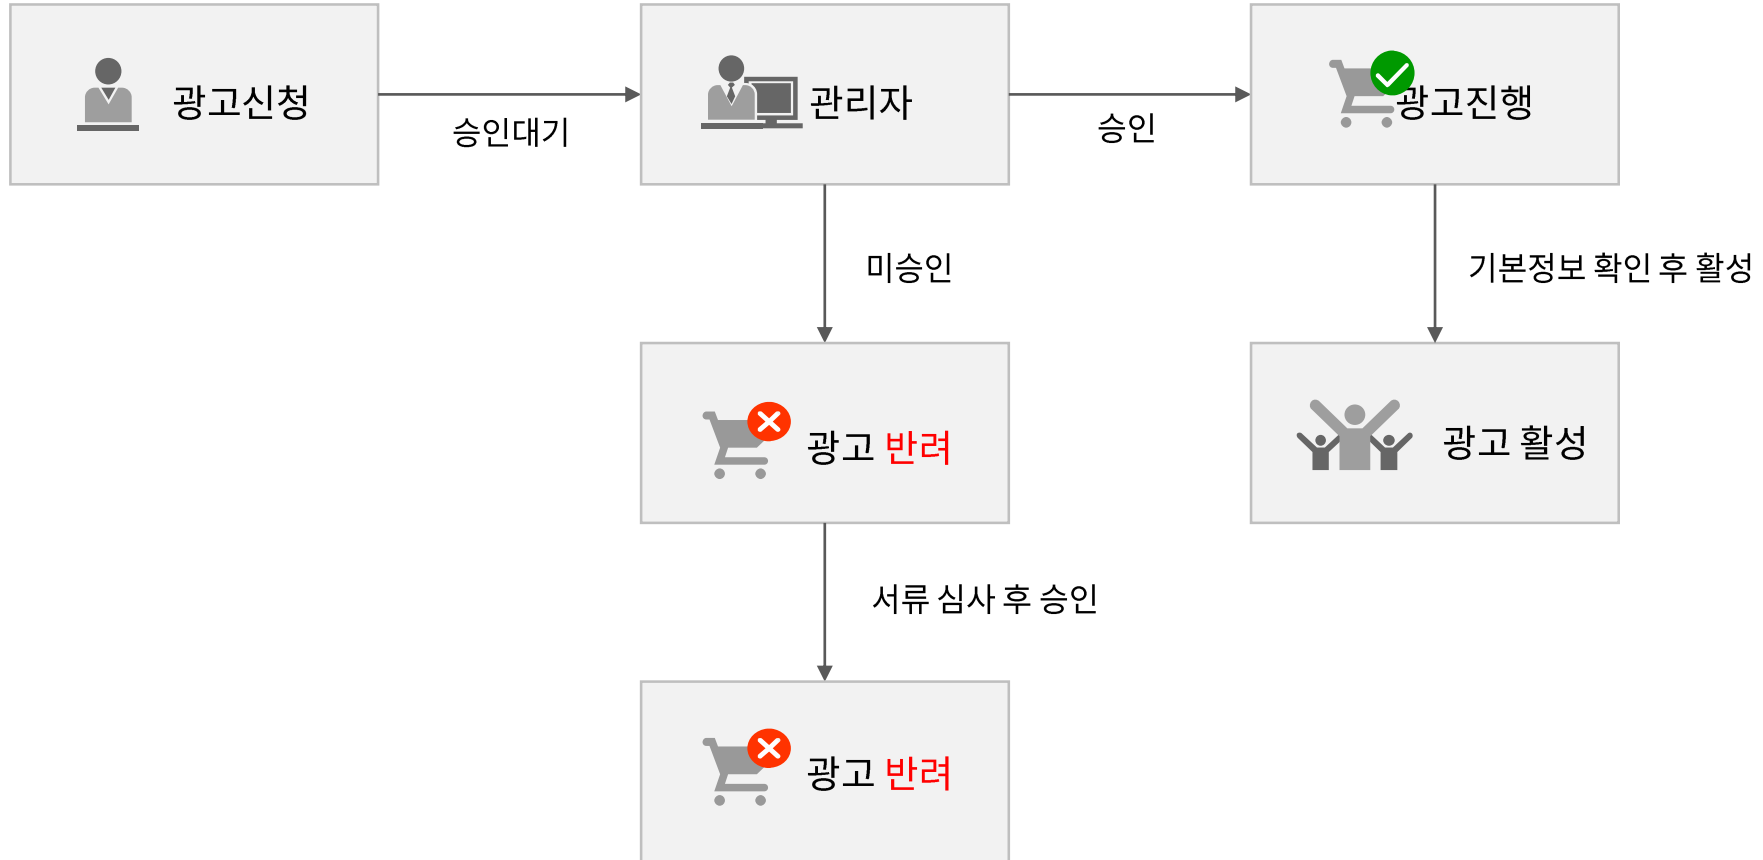 광고신청
승인대기
관리자
승인
광고진행
미승인
기본정보 확인 후 활성
광고 반려
광고 활성
서류 심사 후 승인
광고 반려